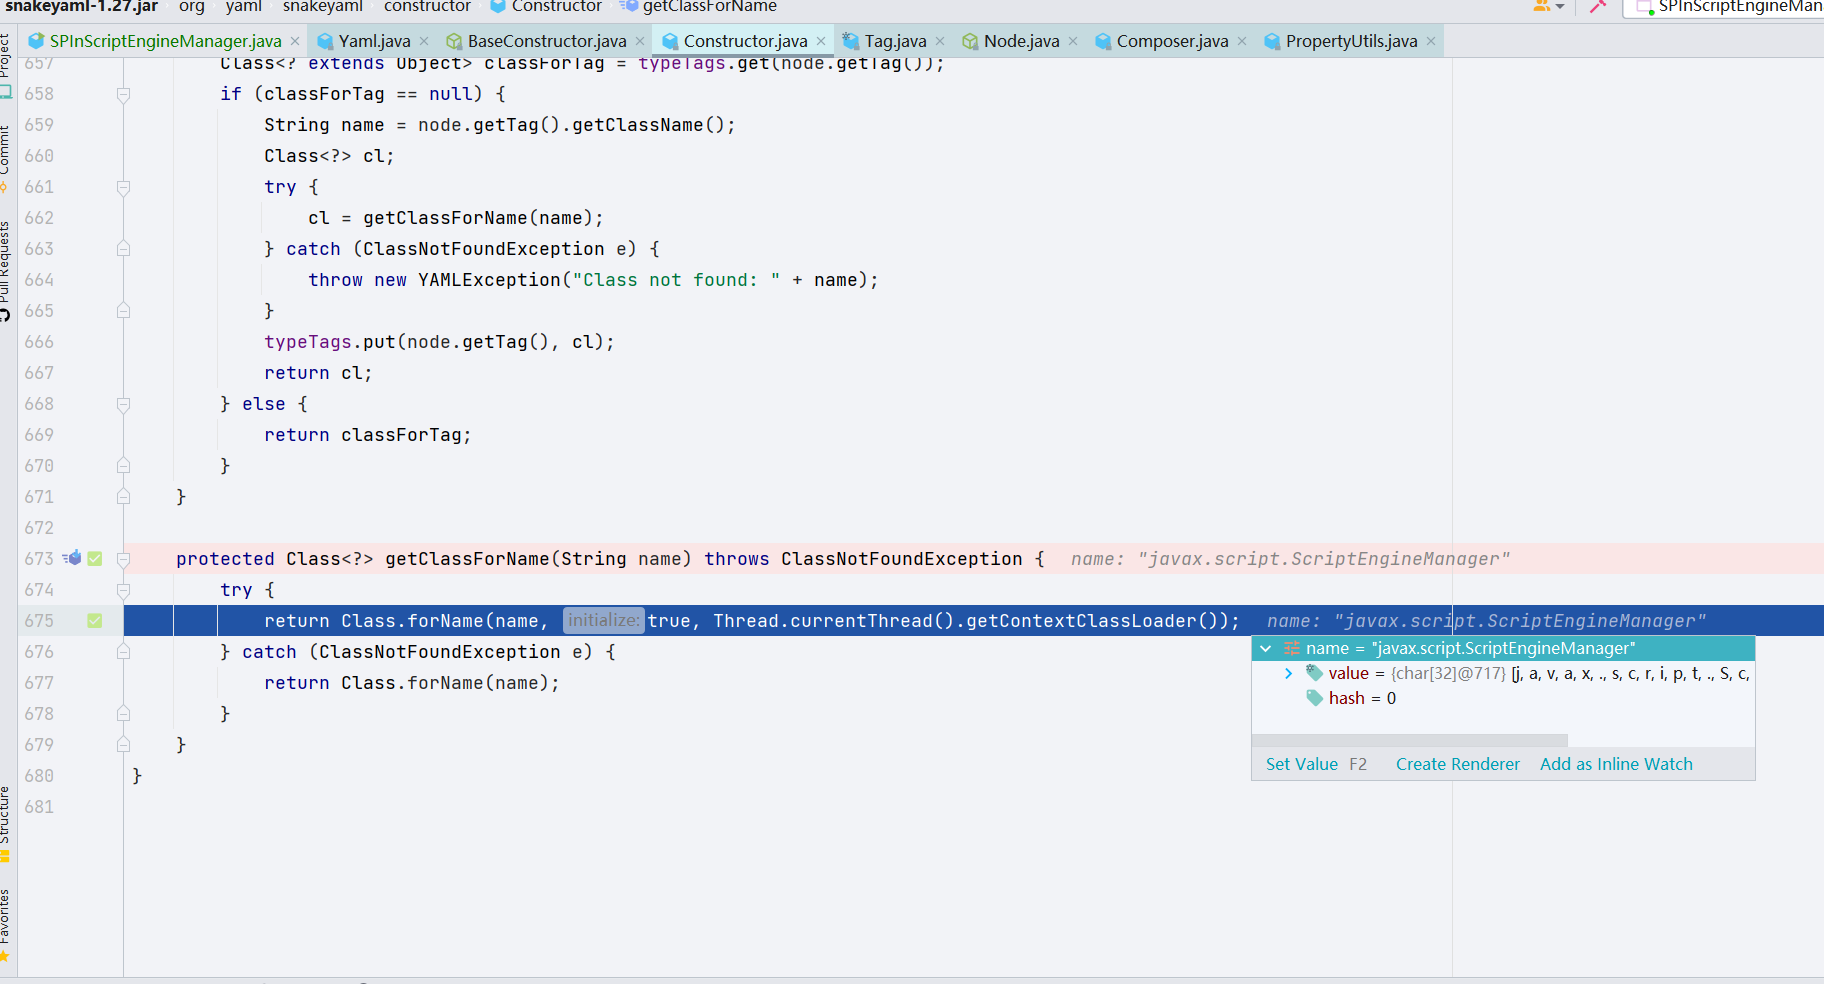 snakeyaml-1.27.jar org yaml snakeyaml constructor Constructor getClassForName
SPInScriptEngineMan
SPInScriptEngineManager.java Yaml.java BaseConstructor.java Constructor.java Tag.java Node.java Composer.java PropertyUtils.java
Project
Commit
Pull Requests
Structure
Favorites
657 Class<? extends Object> classForTag = typeTags.get(node.getTag());
658 if (classForTag == null) {
659 String name = node.getTag().getClassName();
660 Class<?> cl;
661 try {
662 cl = getClassForName(name);
663 } catch (ClassNotFoundException e) {
664 throw new YAMLException("Class not found: " + name);
665 }
666 typeTags.put(node.getTag(), cl);
667 return cl;
668 } else {
669 return classForTag;
670 }
671 }
672
673 protected Class<?> getClassForName(String name) throws ClassNotFoundException { name: "javax.script.ScriptEngineManager"
674 try {
675 return Class.forName(name, initialize: true, Thread.currentThread().getContextClassLoader()); name: "javax.script.ScriptEngineManager"
676 } catch (ClassNotFoundException e) {
677 return Class.forName(name);
678 }
679 }
680 }
681
name = "javax.script.ScriptEngineManager"
value = {char[32]@717} [j, a, v, a, x, ., s, c, r, i, p, t, ., S, c,
hash = 0
Set Value F2 Create Renderer Add as Inline Watch